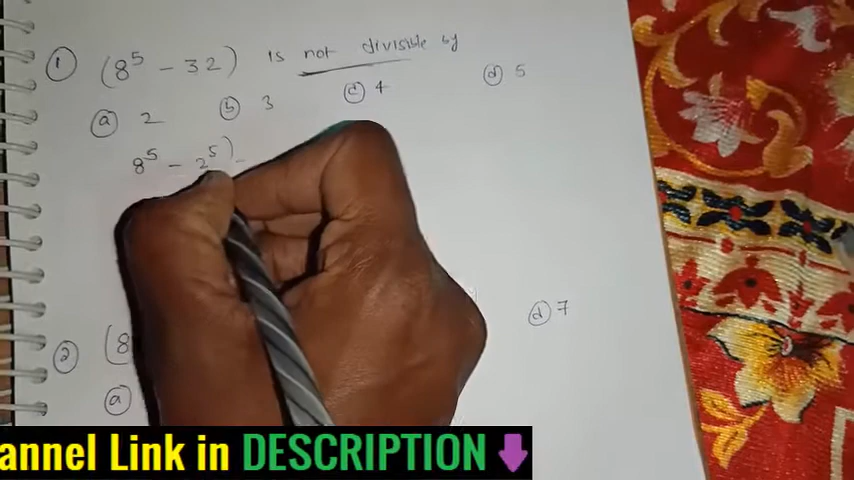 ① (8⁵ - 32) is not divisible by
ⓐ 2 ⓑ 3 ⓒ 4 ⓓ 5
8⁵ - 2⁵)
② (8
ⓐ ⓓ 7
annel Link in DESCRIPTION